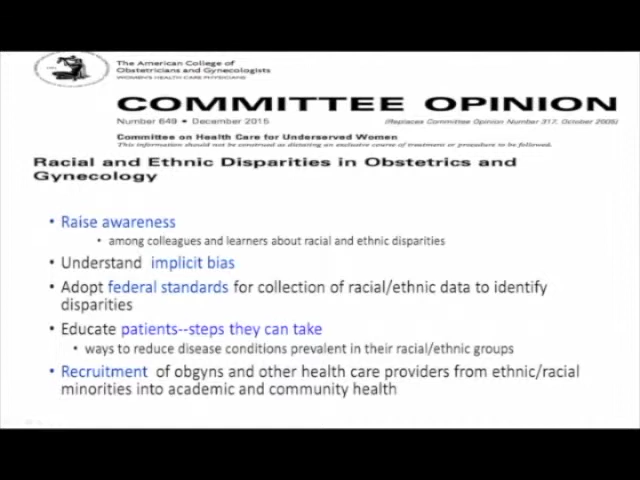 The American College of
Obstetricians and Gynecologists
WOMEN'S HEALTH CARE PHYSICIANS
COMMITTEE OPINION
Number 649 • December 2015
(Replaces Committee Opinion Number 317, October 2005)
Committee on Health Care for Underserved Women
This information should not be construed as dictating an exclusive course of treatment or procedure to be followed.
Racial and Ethnic Disparities in Obstetrics and
Gynecology
• Raise awareness
• among colleagues and learners about racial and ethnic disparities
• Understand implicit bias
• Adopt federal standards for collection of racial/ethnic data to identify
disparities
• Educate patients--steps they can take
• ways to reduce disease conditions prevalent in their racial/ethnic groups
• Recruitment of obgyns and other health care providers from ethnic/racial
minorities into academic and community health